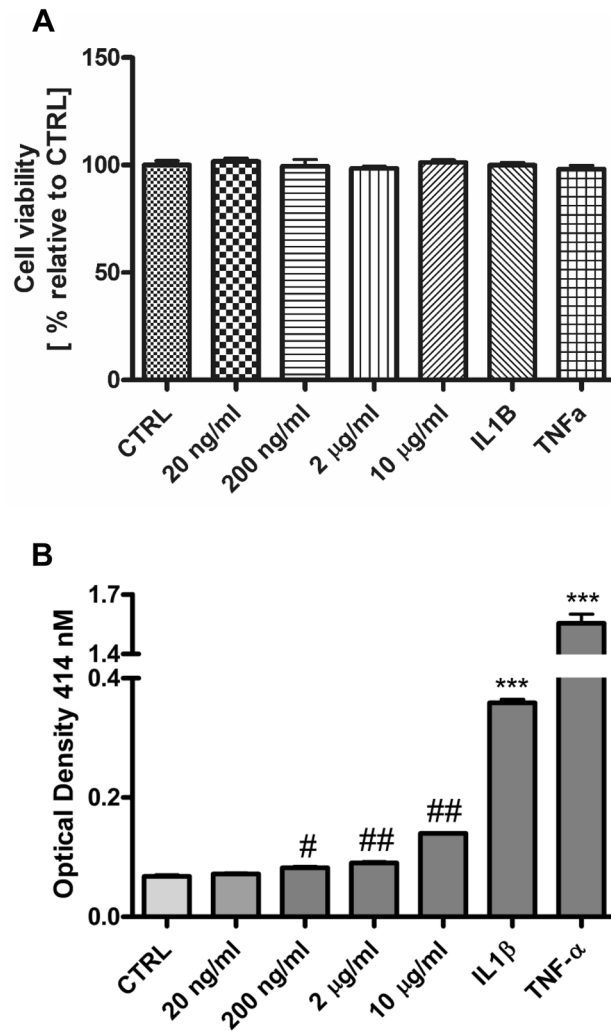 A
Cell viability
[ % relative to CTRL]
150
100
50
0
CTRL
20 ng/ml
200 ng/ml
2 μg/ml
10 μg/ml
IL1B
TNFa
B
Optical Density 414 nM
1.7
1.4
0.4
0.2
0.0
#
##
##
***
***
CTRL
20 ng/ml
200 ng/ml
2 μg/ml
10 μg/ml
IL1β
TNF-α